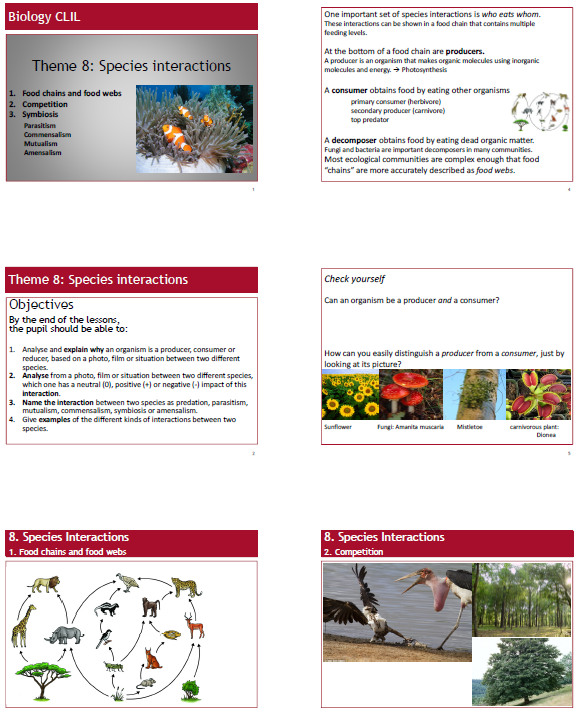 Biology CLIL
Theme 8: Species interactions
1. Food chains and food webs
2. Competition
3. Symbiosis
Parasitism
Commensalism
Mutualism
Amensalism
1
Theme 8: Species interactions
Objectives
By the end of the lessons,
the pupil should be able to:
1. Analyse and explain why an organism is a producer, consumer or
reducer, based on a photo, film or situation between two different
species.
2. Analyse from a photo, film or situation between two different species,
which one has a neutral (0), positive (+) or negative (-) impact of this
interaction.
3. Name the interaction between two species as predation, parasitism,
mutualism, commensalism, symbiosis or amensalism.
4. Give examples of the different kinds of interactions between two
species.
8. Species Interactions
1. Food chains and food webs
One important set of species interactions is who eats whom.
These interactions can be shown in a food chain that contains multiple
feeding levels.
At the bottom of a food chain are producers.
A producer is an organism that makes organic molecules using inorganic
molecules and energy. → Photosynthesis
A consumer obtains food by eating other organisms
primary consumer (herbivore)
secondary producer (carnivore)
top predator
A decomposer obtains food by eating dead organic matter.
Fungi and bacteria are important decomposers in many communities.
Most ecological communities are complex enough that food
"chains" are more accurately described as food webs.
4
Check yourself
Can an organism be a producer and a consumer?
How can you easily distinguish a producer from a consumer, just by
looking at its picture?
Sunflower Fungi: Amanita muscaria Mistletoe carnivorous plant:
Dionea
5
8. Species Interactions
2. Competition